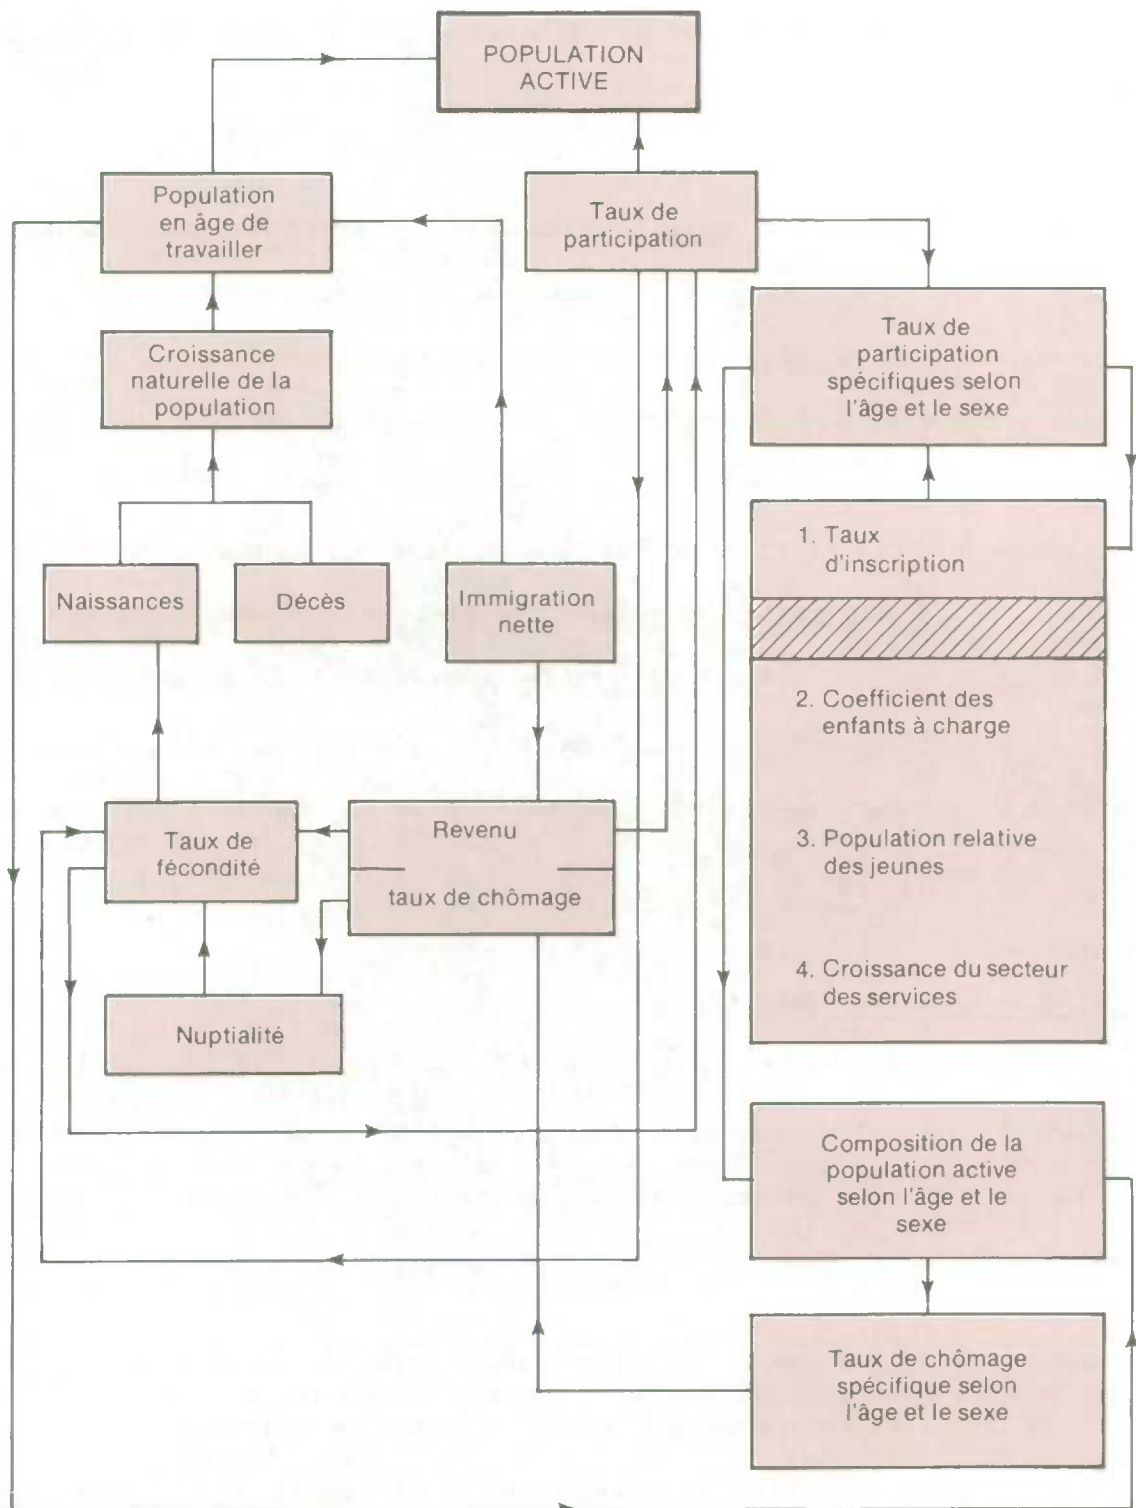 POPULATION
ACTIVE
Population
en âge de
travailler
Taux de
participation
Croissance
naturelle de la
population
Taux de
participation
spécifiques selon
l'âge et le sexe
Naissances
Décès
Immigration
nette
1. Taux
d'inscription
2. Coefficient des
enfants à charge
3. Population relative
des jeunes
4. Croissance du secteur
des services
Taux de
fécondité
Revenu
taux de chômage
Nuptialité
Composition de la
population active
selon l'âge et le
sexe
Taux de chômage
spécifique selon
l'âge et le sexe